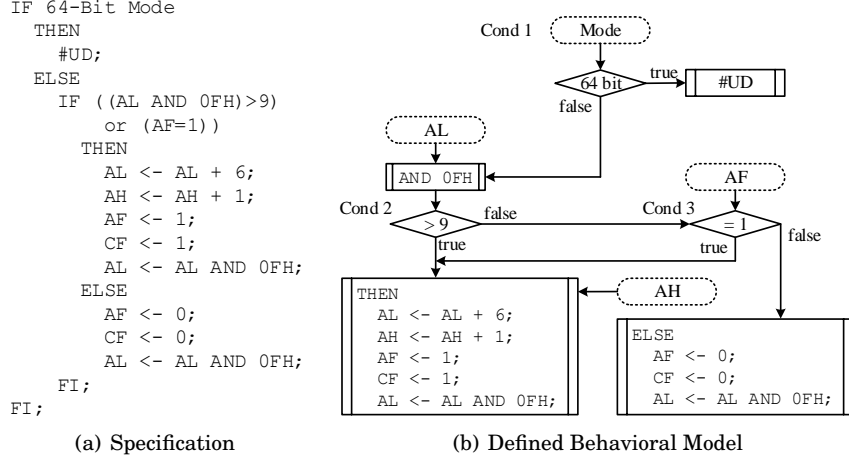 IF 64-Bit Mode
THEN
#UD;
ELSE
IF ((AL AND 0FH)>9)
or (AF=1))
THEN
AL <- AL + 6;
AH <- AH + 1;
AF <- 1;
CF <- 1;
AL <- AL AND 0FH;
ELSE
AF <- 0;
CF <- 0;
AL <- AL AND 0FH;
FI;
FI;
(a) Specification
Cond 1
Mode
64 bit
true
#UD
false
AL
AND 0FH
AF
Cond 2
> 9
false
true
Cond 3
= 1
false
true
THEN
AL <- AL + 6;
AH <- AH + 1;
AF <- 1;
CF <- 1;
AL <- AL AND 0FH;
AH
ELSE
AF <- 0;
CF <- 0;
AL <- AL AND 0FH;
(b) Defined Behavioral Model